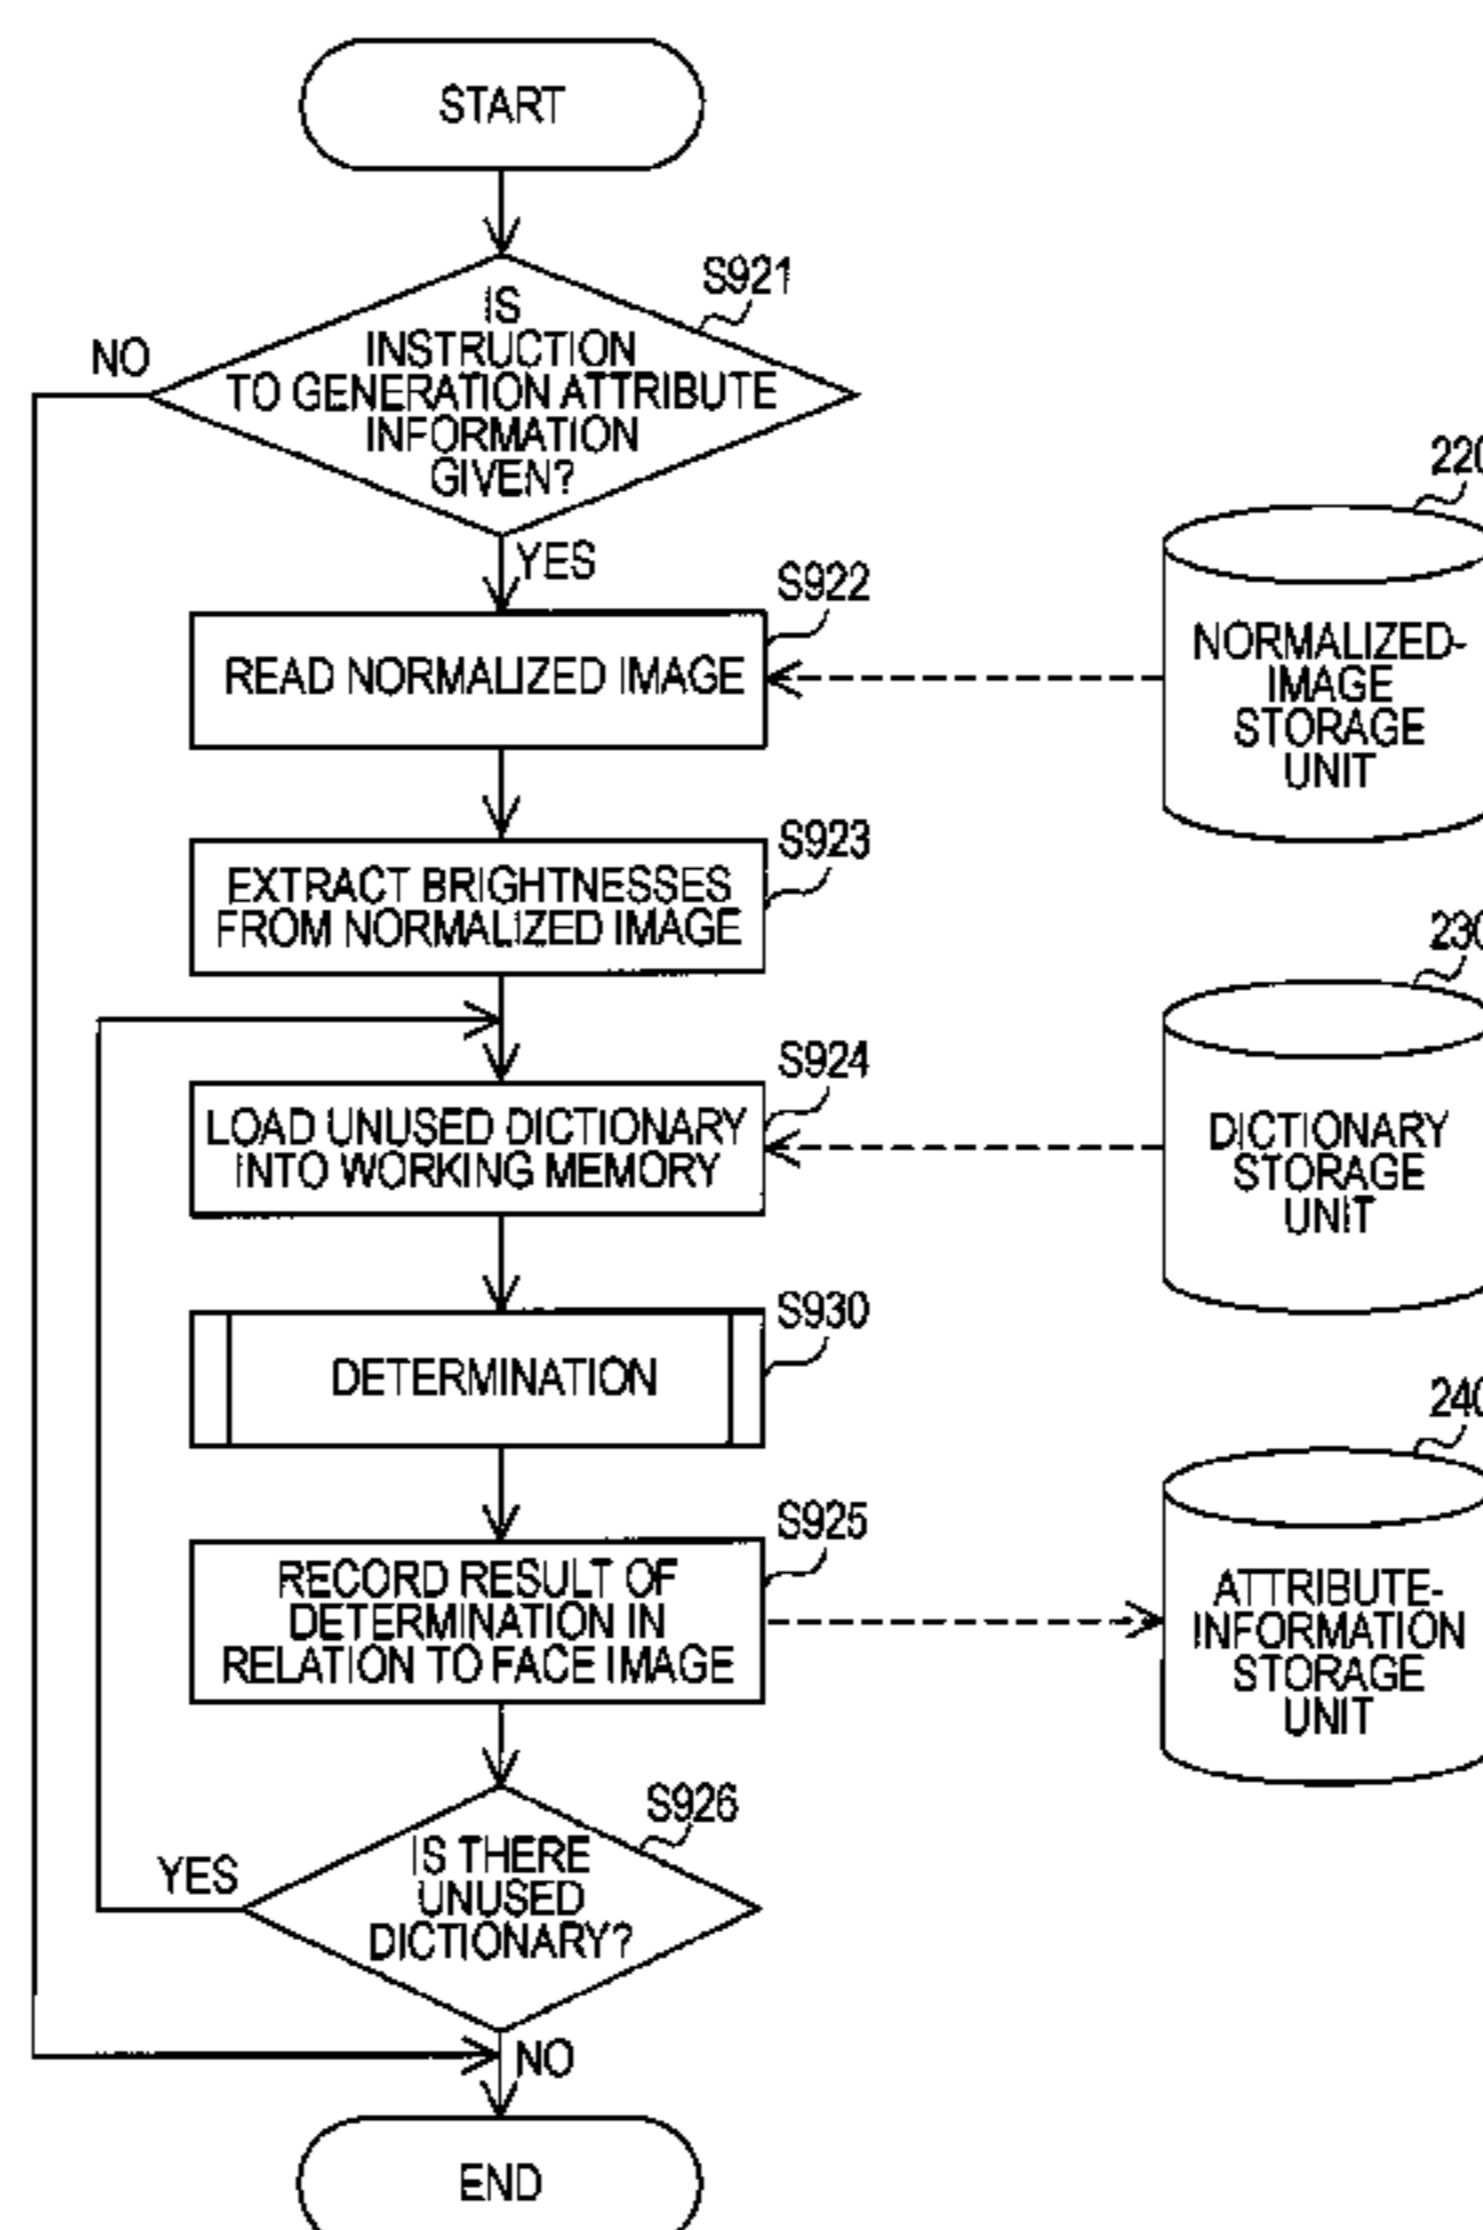 START
S921
IS
INSTRUCTION
TO GENERATION ATTRIBUTE
INFORMATION
GIVEN?
NO
YES
220
S922
READ NORMALIZED IMAGE
NORMALIZED-
IMAGE
STORAGE
UNIT
S923
EXTRACT BRIGHTNESSES
FROM NORMALIZED IMAGE
230
S924
LOAD UNUSED DICTIONARY
INTO WORKING MEMORY
DICTIONARY
STORAGE
UNIT
S930
DETERMINATION
240
S925
RECORD RESULT OF
DETERMINATION IN
RELATION TO FACE IMAGE
ATTRIBUTE-
INFORMATION
STORAGE
UNIT
S926
IS THERE
UNUSED
DICTIONARY?
YES
NO
END